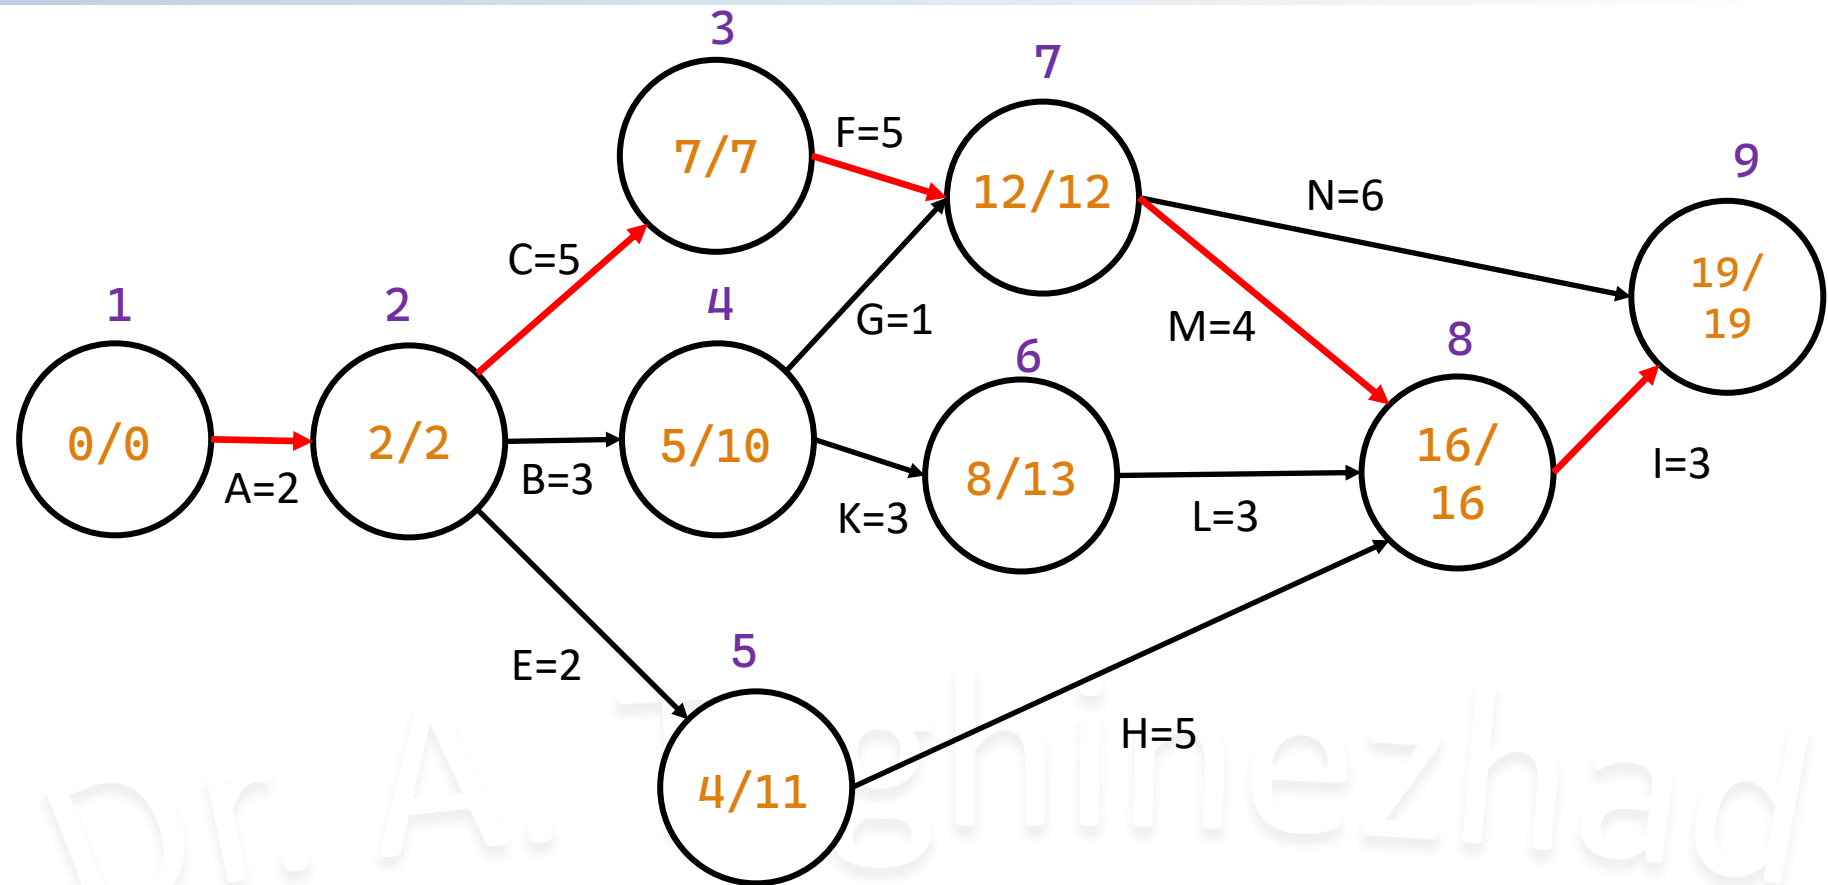 3
7
F=5
7/7
12/12
9
N=6
C=5
19/
19
1
2
4
G=1
M=4
8
6
0/0
2/2
5/10
8/13
16/
16
I=3
A=2
B=3
K=3
L=3
5
E=2
4/11
H=5
Dr. A. T ghinezhad